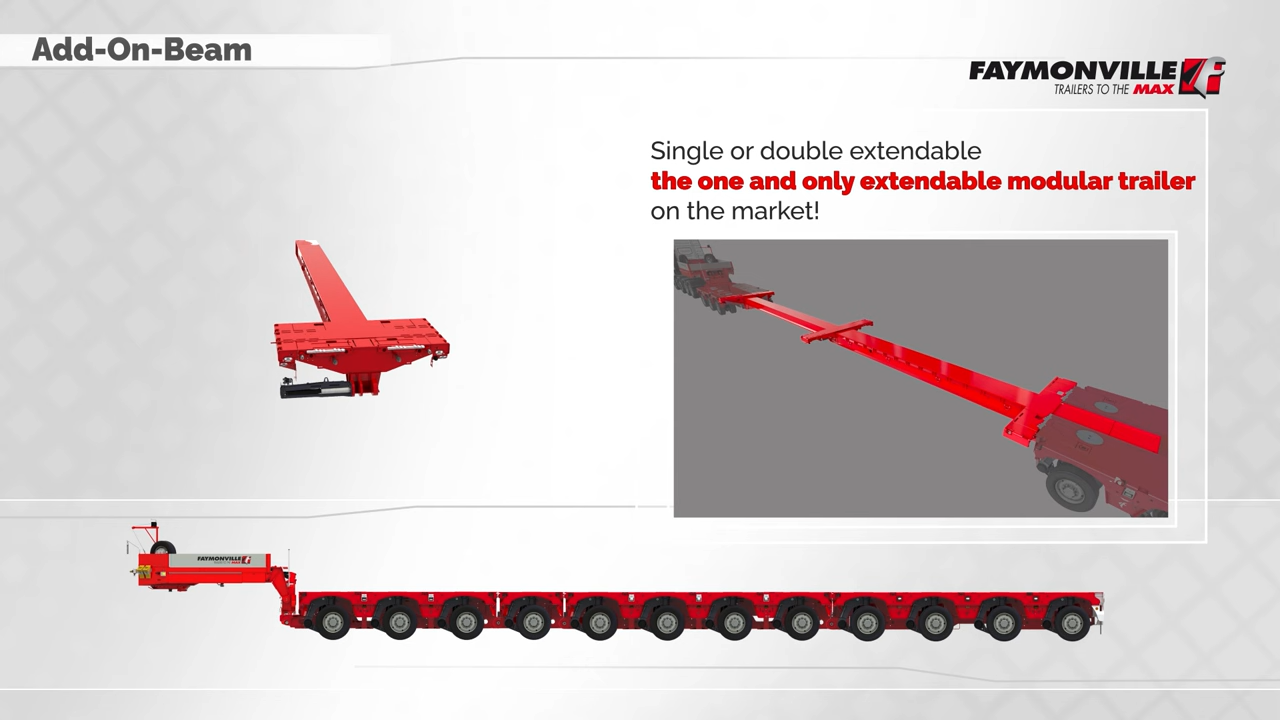 Add-On-Beam
FAYMONVILLE
TRAILERS TO THE MAX
Single or double extendable
the one and only extendable modular trailer
on the market!
FAYMONVILLE